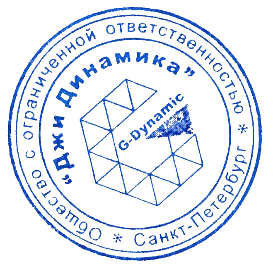 Общество с ограниченной ответственностью * Санкт-Петербург *
"Джи Динамика"
G-Dynamic